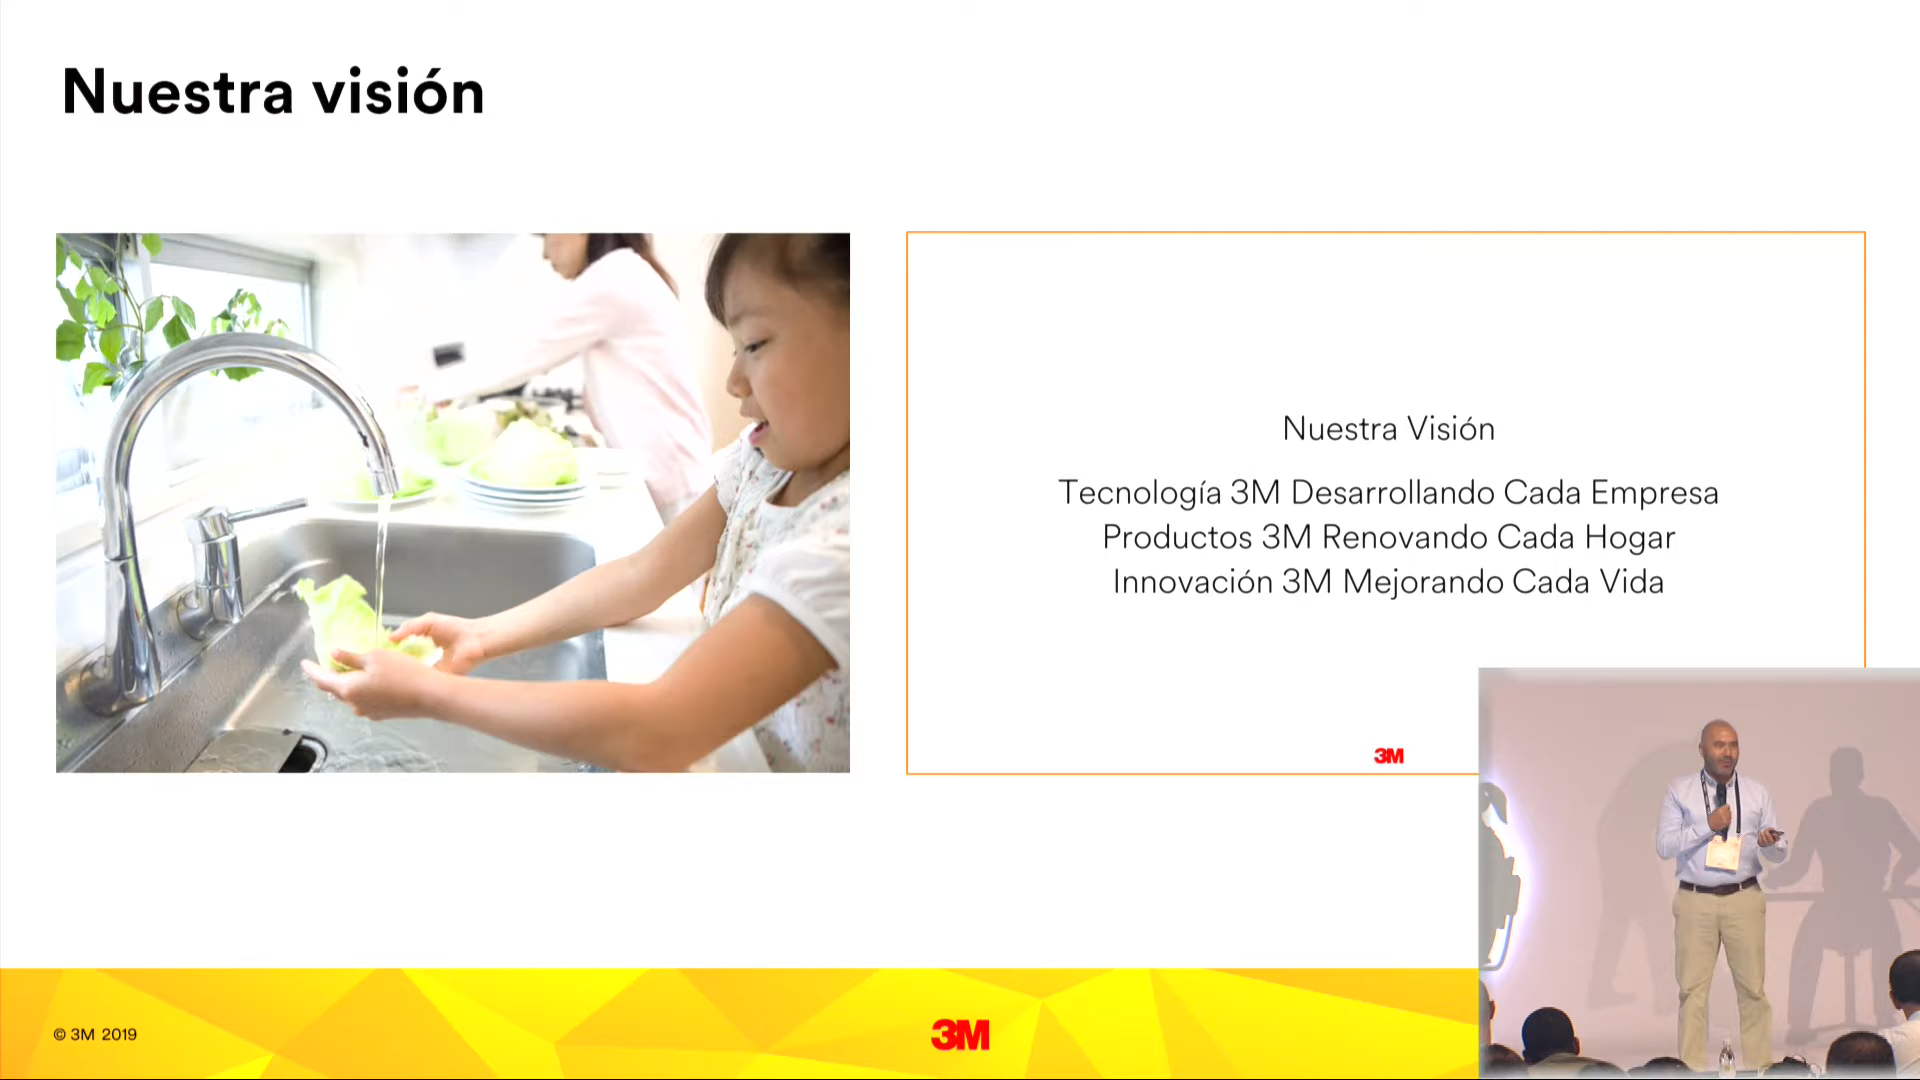 Nuestra visión
Nuestra Visión
Tecnología 3M Desarrollando Cada Empresa
Productos 3M Renovando Cada Hogar
Innovación 3M Mejorando Cada Vida
3M
© 3M 2019
3M